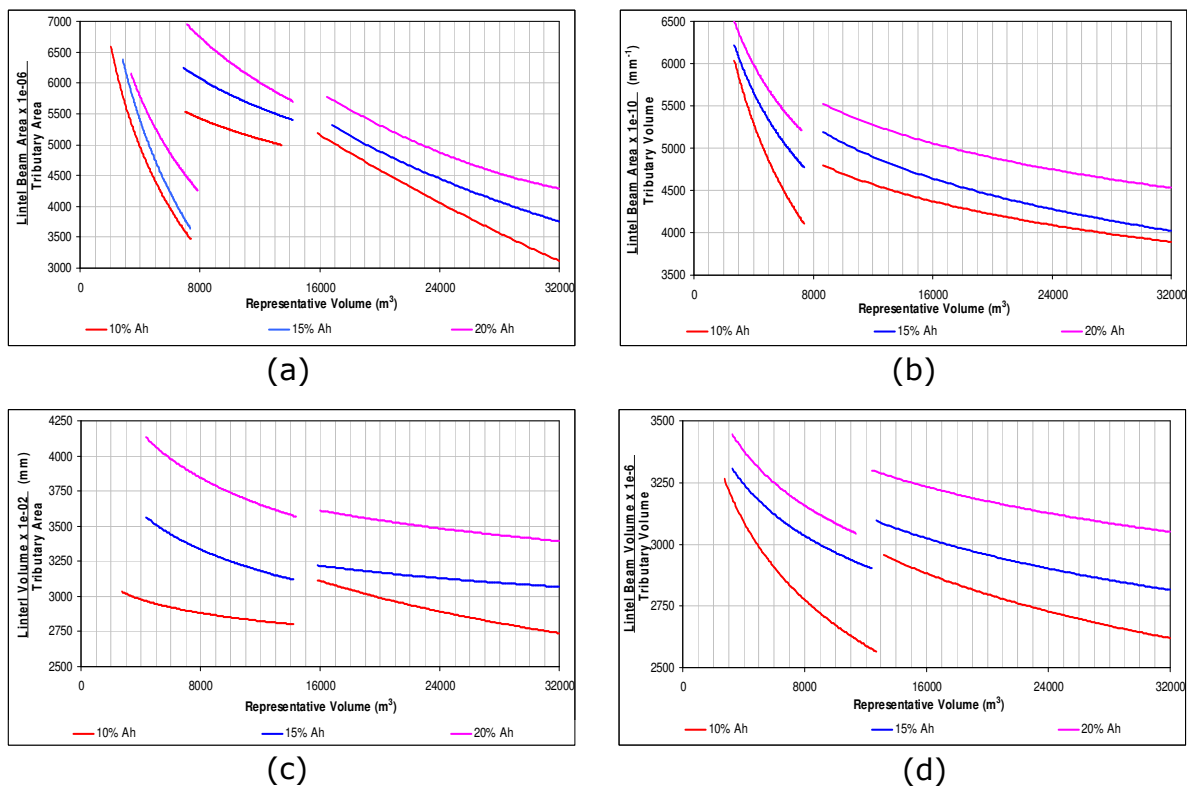 Lintel Beam Area x 1e-06
Tributary Area
7000
6500
6000
5500
5000
4500
4000
3500
3000
0
8000
16000
24000
32000
Representative Volume (m³)
10% Ah
15% Ah
20% Ah
(a)
Lintel Beam Area x 1e-10 (mm⁻¹)
Tributary Volume
6500
5500
5000
4500
4000
3500
0
8000
16000
24000
32000
Representative Volume (m³)
10% Ah
15% Ah
20% Ah
(b)
Linterl Volume x 1e-02 (mm)
Tributary Area
4250
4000
3750
3500
3250
3000
2750
2500
0
8000
16000
24000
32000
Representative Volume (m³)
10% Ah
15% Ah
20% Ah
(c)
Lintel Beam Volume x 1e-6
Tributary Volume
3500
3250
3000
2750
2500
0
8000
16000
24000
32000
Representative Volume (m³)
10% Ah
15% Ah
20% Ah
(d)